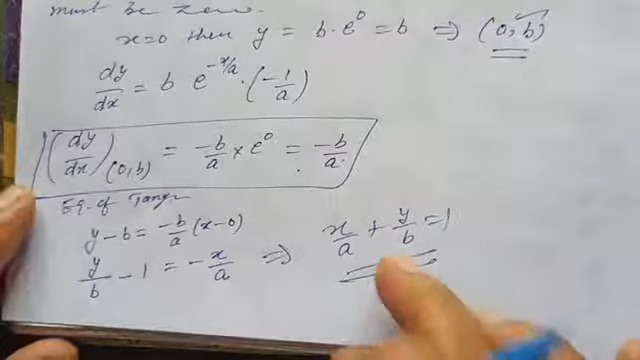 must be zero.
x=0 then y = b·e⁰ = b ⇒ (0, b)
dy/dx = b e^(-x/a) · (-1/a)
(dy/dx)(0,b) = -b/a × e⁰ = -b/a.
Eq. of Tangn
y-b = -b/a (x-0)
y/b - 1 = -x/a ⇒ x/a + y/b = 1